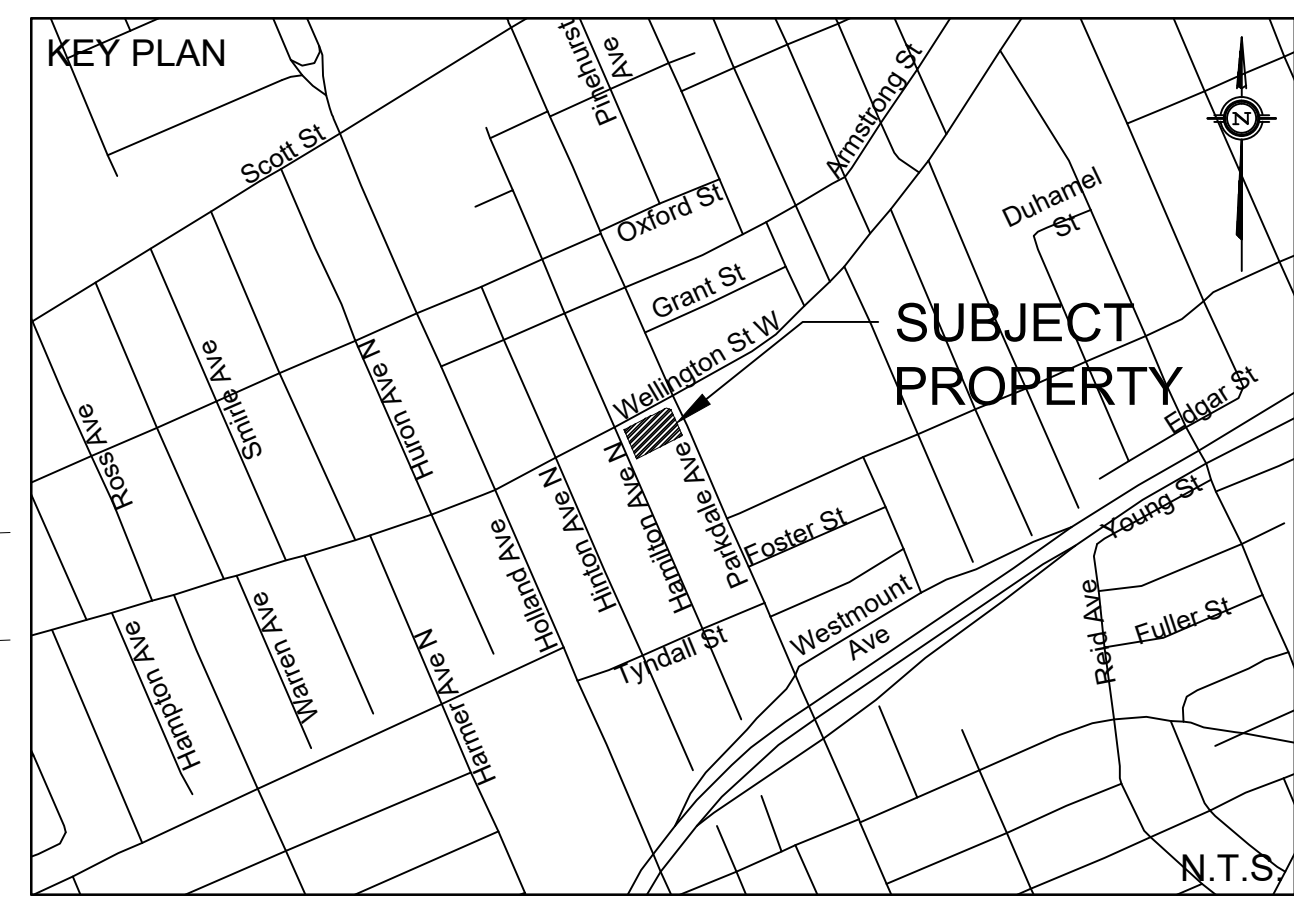 KEY PLAN
Pinehurst
Ave
Armstrong St
N
Scott St
Oxford St
Duhamel
St
Grant St
SUBJECT
PROPERTY
Wellington St W
Smirle Ave
Huron Ave N
Ross Ave
Edgar St
Hinton Ave N
Hamilton Ave N
Parkdale Ave
Young St
Foster St
Holland Ave
Westmount
Ave
Reid Ave
Fuller St
Tyndall St
Hampton Ave
Warren Ave
Harmer Ave N
N.T.S.